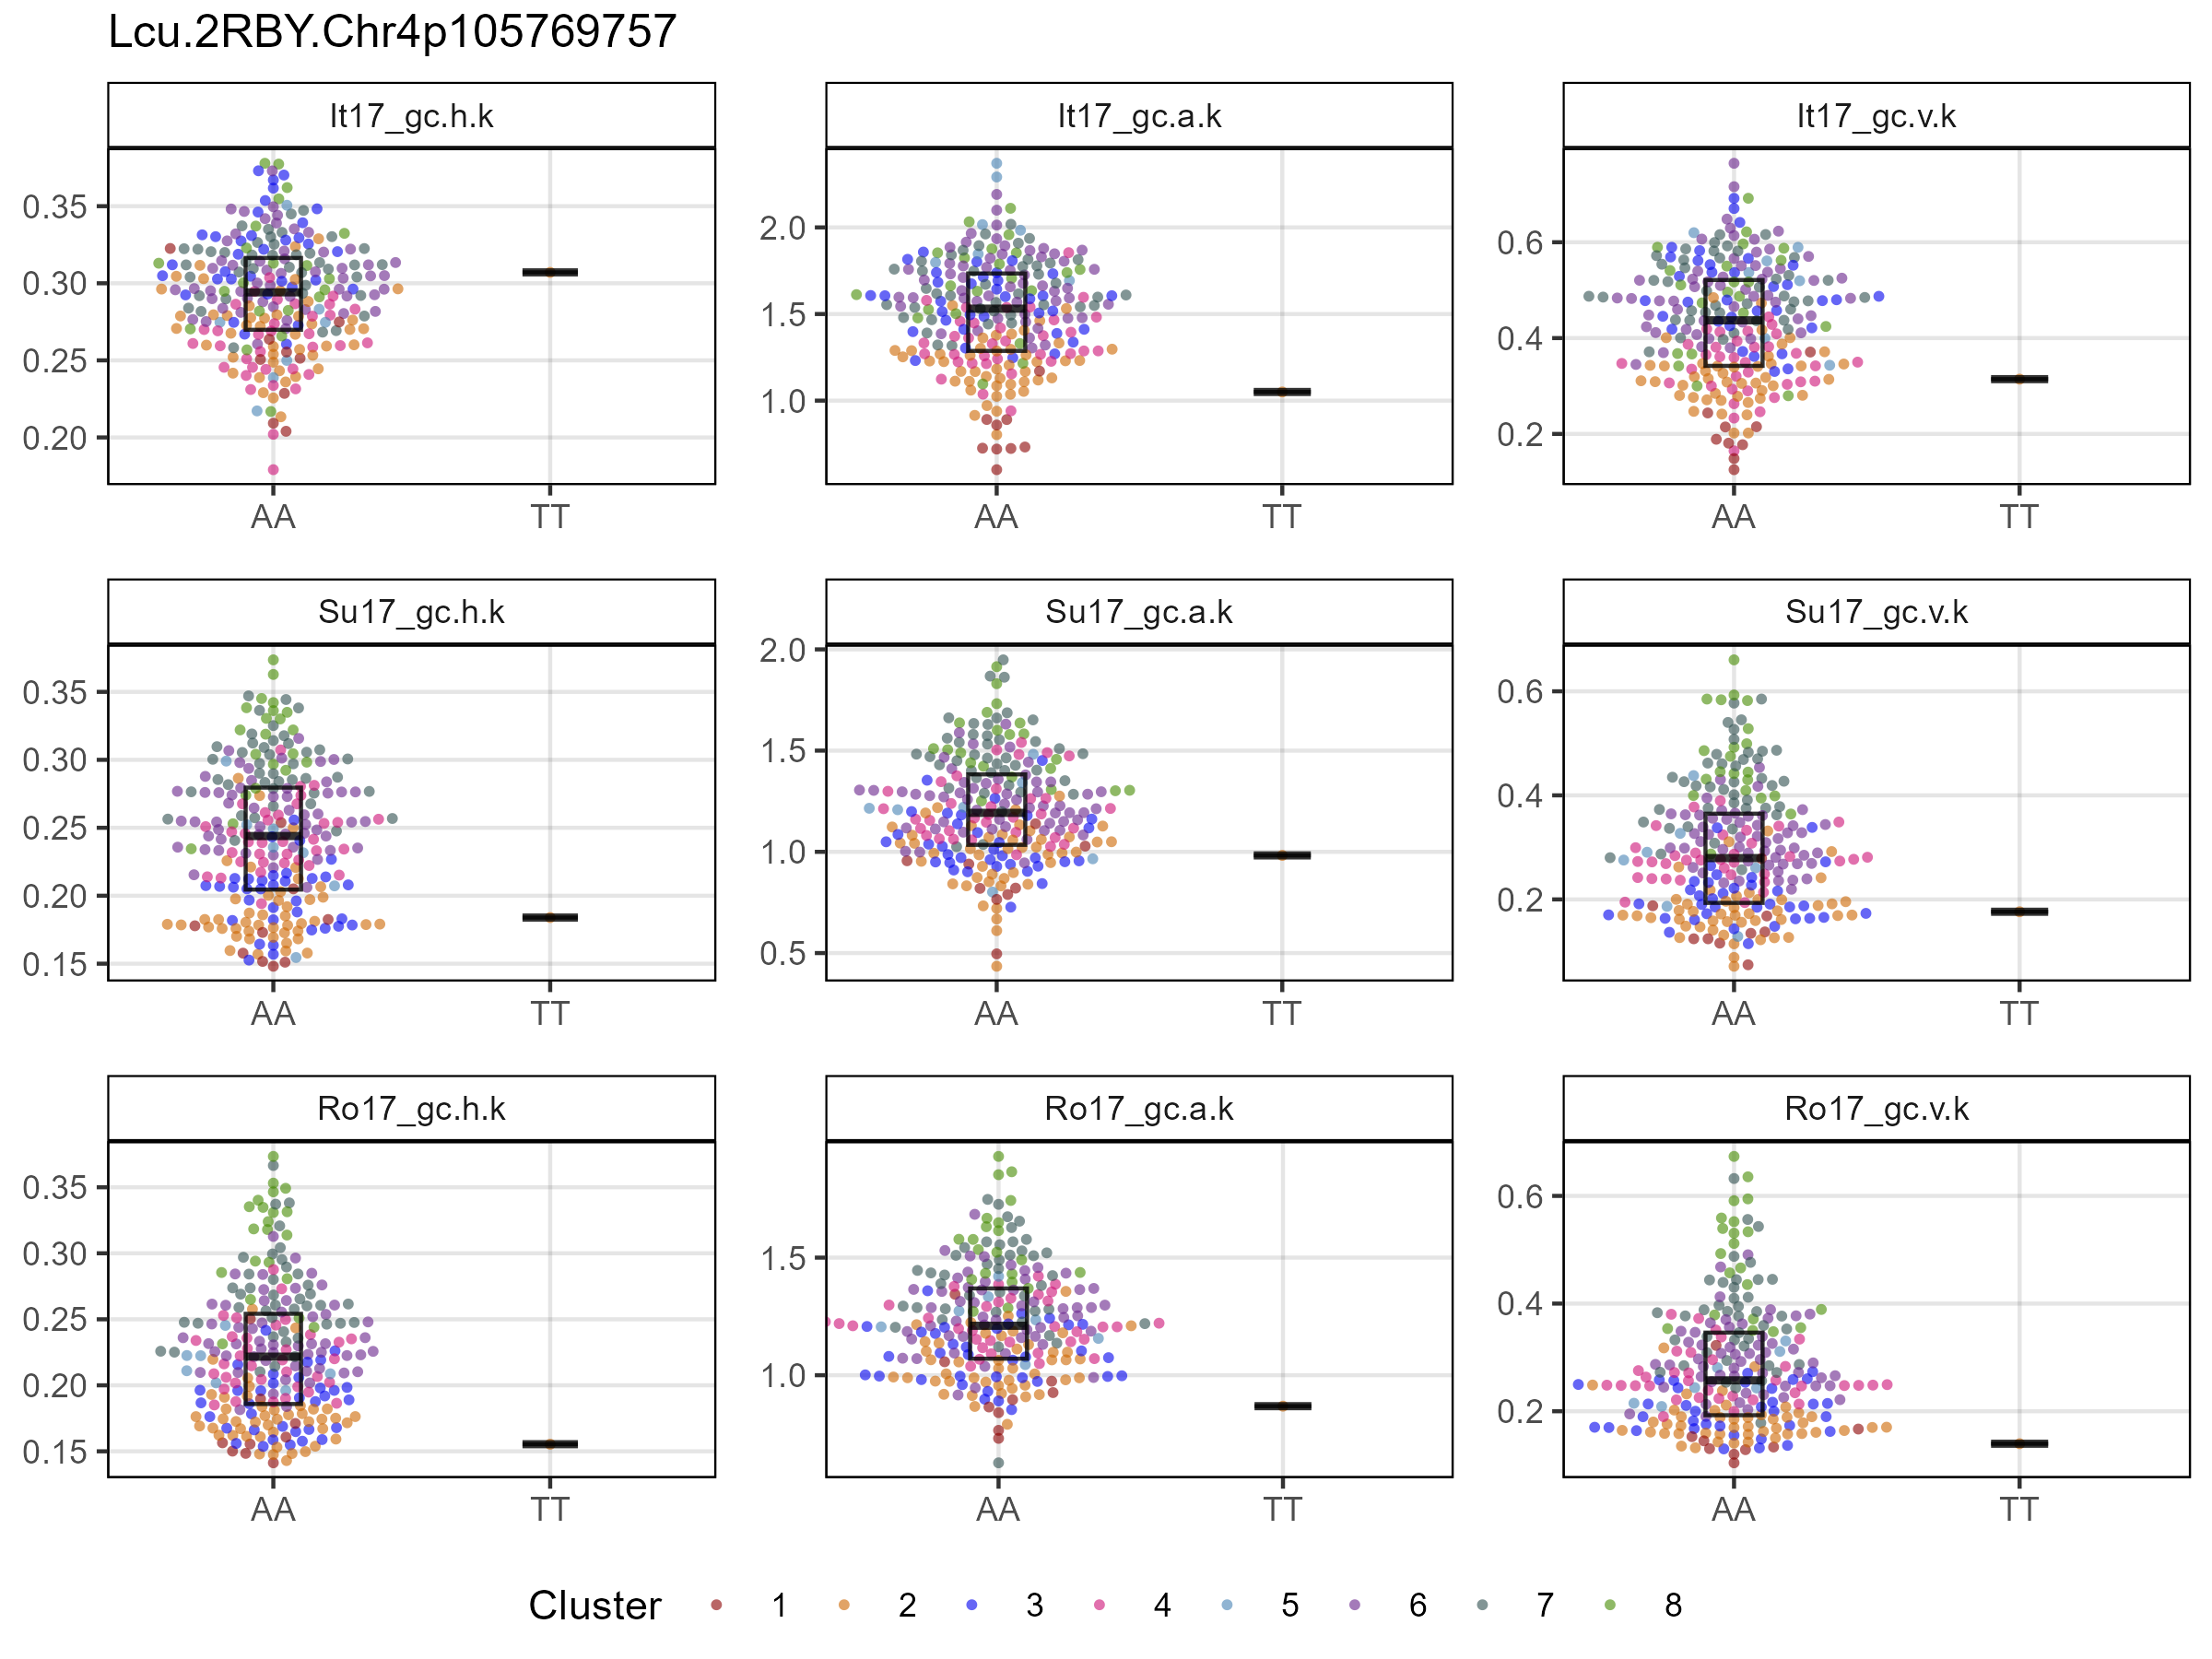 Lcu.2RBY.Chr4p105769757
It17_gc.h.k
It17_gc.a.k
It17_gc.v.k
0.35
0.30
0.25
0.20
AA
TT
2.0
1.5
1.0
AA
TT
0.6
0.4
0.2
AA
TT
Su17_gc.h.k
Su17_gc.a.k
Su17_gc.v.k
0.35
0.30
0.25
0.20
0.15
AA
TT
2.0
1.5
1.0
0.5
AA
TT
0.6
0.4
0.2
AA
TT
Ro17_gc.h.k
Ro17_gc.a.k
Ro17_gc.v.k
0.35
0.30
0.25
0.20
0.15
AA
TT
1.5
1.0
AA
TT
0.6
0.4
0.2
AA
TT
Cluster 1 2 3 4 5 6 7 8